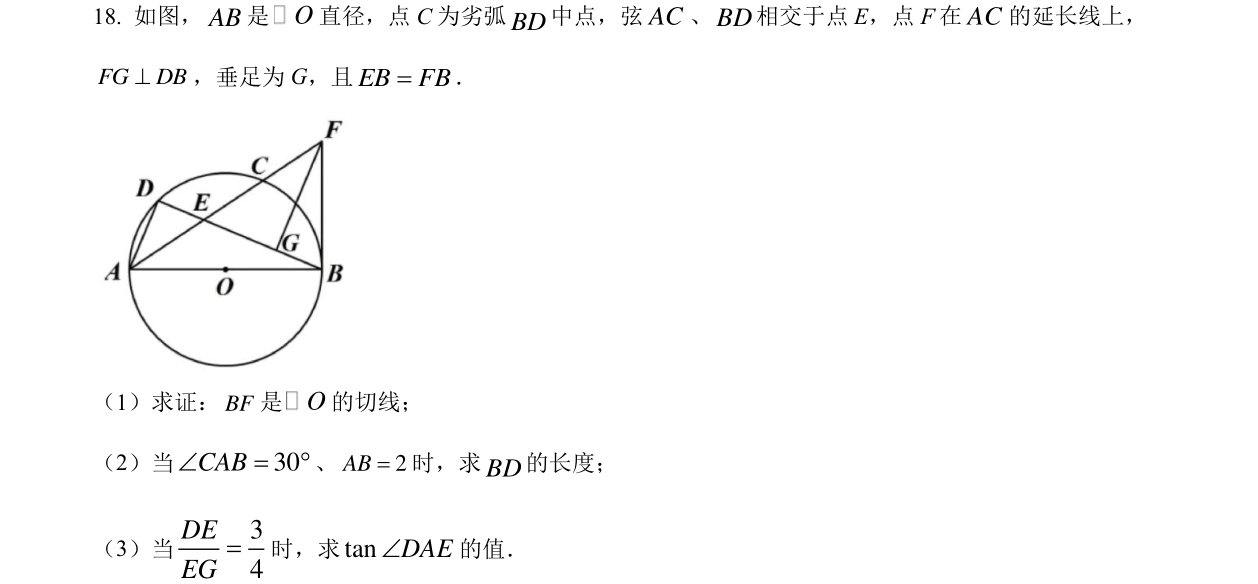 18. 如图， AB 是□ O 直径，点 C 为劣弧 BD 中点，弦 AC 、 BD 相交于点 E，点 F 在 AC 的延长线上，
FG ⊥ DB ，垂足为 G，且 EB = FB .
F
C
D
E
G
A
O
B
（1）求证： BF 是□ O 的切线；
（2）当 ∠CAB = 30° 、 AB = 2 时，求 BD 的长度；
（3）当 DE/EG = 3/4 时，求 tan ∠DAE 的值．